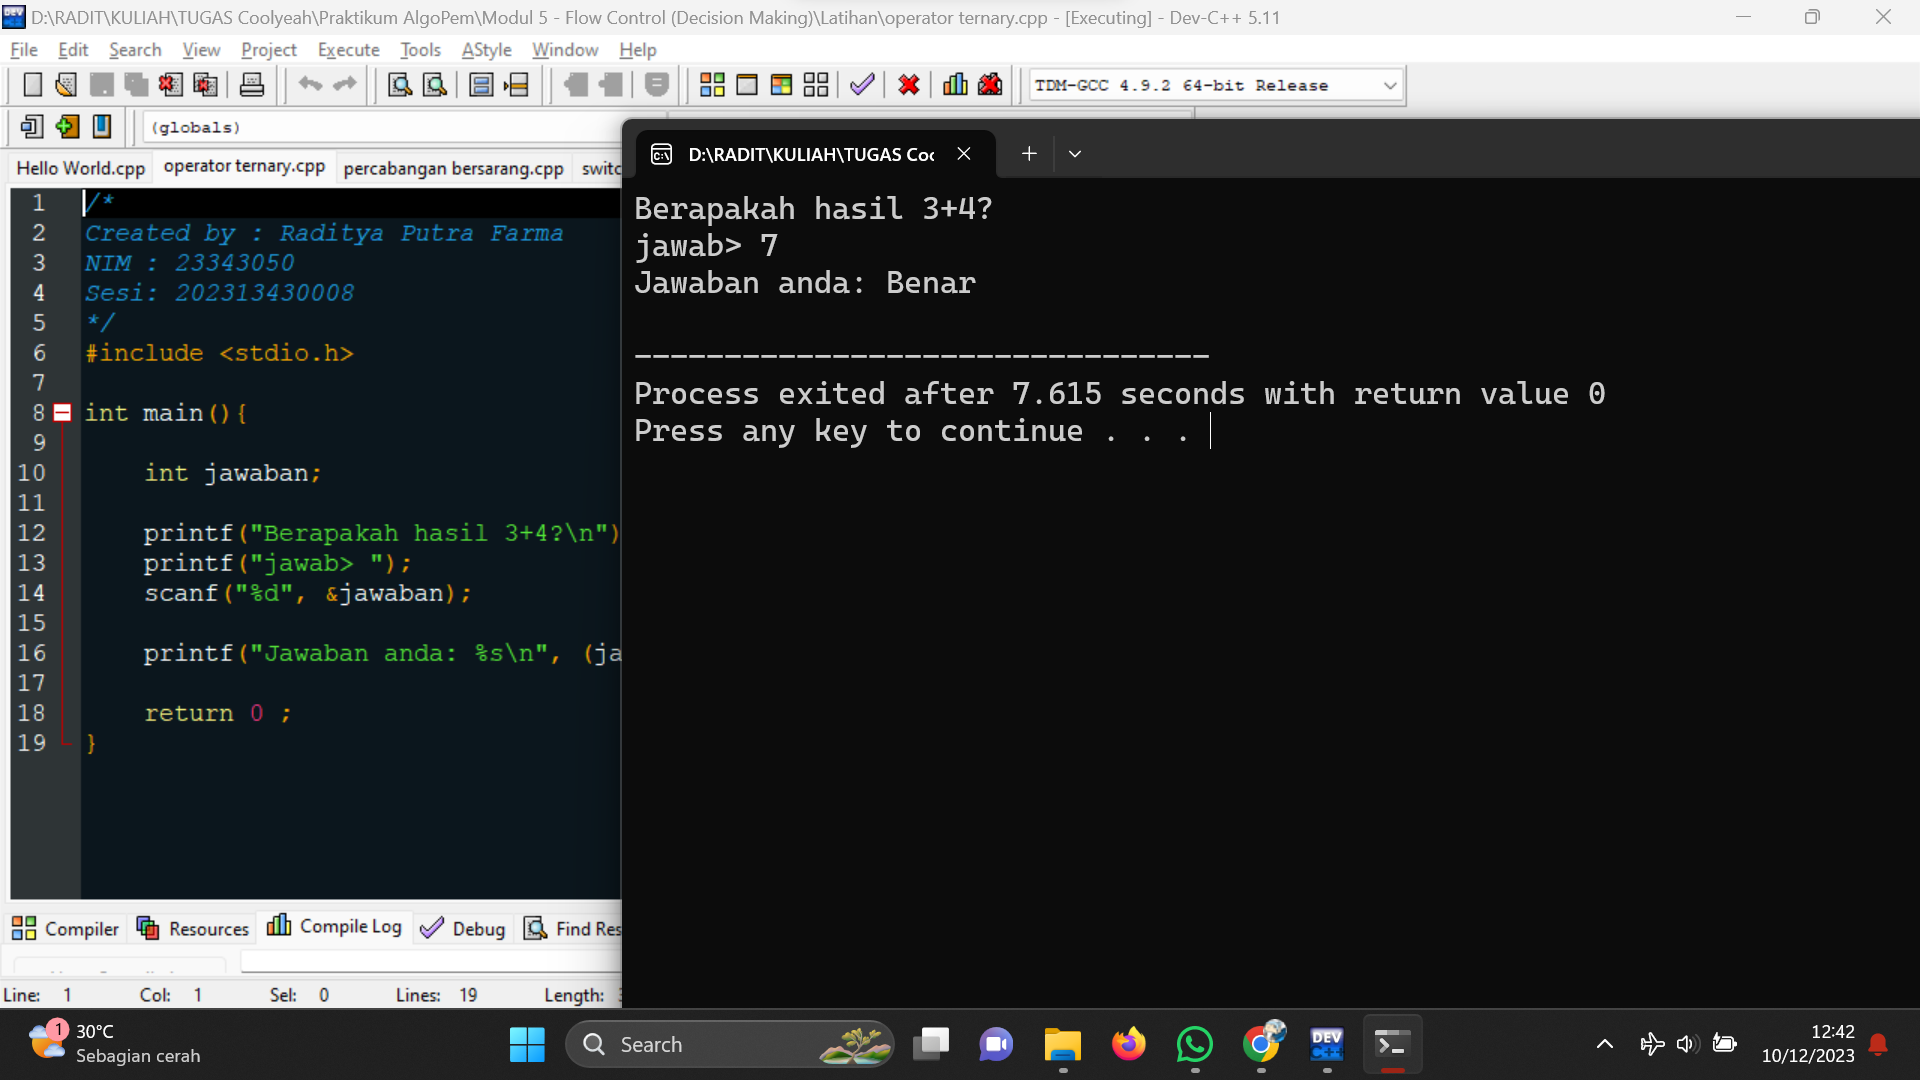 D:\RADIT\KULIAH\TUGAS Coolyeah\Praktikum AlgoPem\Modul 5 - Flow Control (Decision Making)\Latihan\operator ternary.cpp - [Executing] - Dev-C++ 5.11
File Edit Search View Project Execute Tools AStyle Window Help
TDM-GCC 4.9.2 64-bit Release
(globals)
Hello World.cpp operator ternary.cpp percabangan bersarang.cpp switc
1 /*
2 Created by : Raditya Putra Farma
3 NIM : 23343050
4 Sesi: 202313430008
5 */
6 #include <stdio.h>
7
8 int main(){
9
10 int jawaban;
11
12 printf("Berapakah hasil 3+4?\n")
13 printf("jawab> ");
14 scanf("%d", &jawaban);
15
16 printf("Jawaban anda: %s\n", (ja
17
18 return 0 ;
19 }
D:\RADIT\KULIAH\TUGAS Coo
Berapakah hasil 3+4?
jawab> 7
Jawaban anda: Benar
--------------------------------
Process exited after 7.615 seconds with return value 0
Press any key to continue . . .
Compiler Resources Compile Log Debug Find Res
Line: 1 Col: 1 Sel: 0 Lines: 19 Length:
1
30°C
Sebagian cerah
Search
DEV C++
12:42
10/12/2023